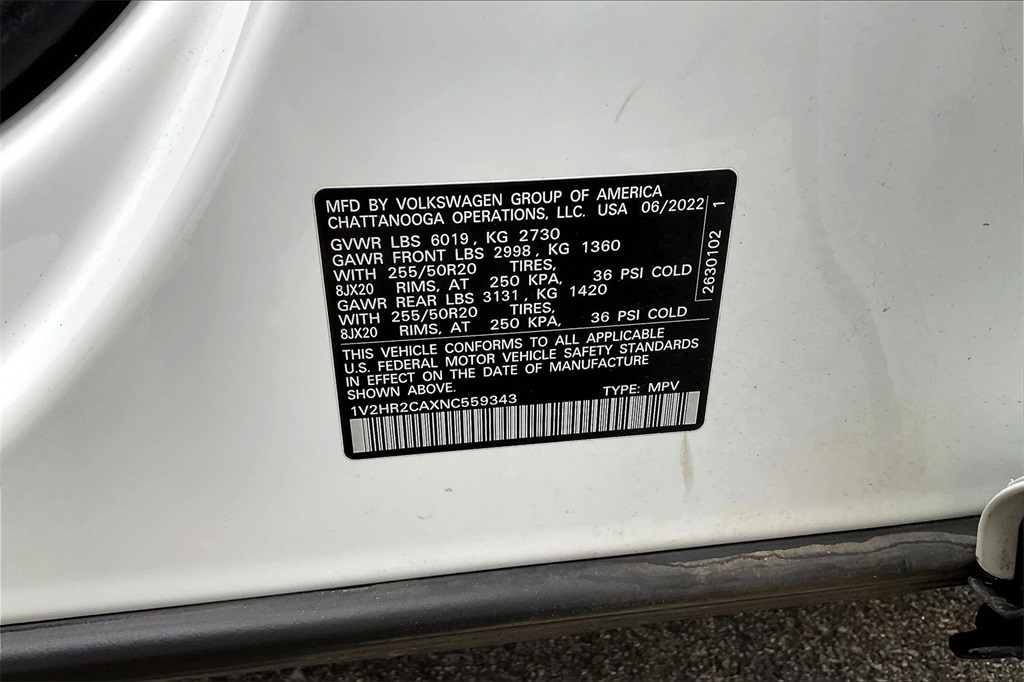 MFD BY VOLKSWAGEN GROUP OF AMERICA
CHATTANOOGA OPERATIONS, LLC. USA 06/2022
GVWR LBS 6019, KG 2730
GAWR FRONT LBS 2998, KG 1360
WITH 255/50R20 TIRES,
8JX20 RIMS, AT 250 KPA, 36 PSI COLD
GAWR REAR LBS 3131, KG 1420
WITH 255/50R20 TIRES,
8JX20 RIMS, AT 250 KPA, 36 PSI COLD
THIS VEHICLE CONFORMS TO ALL APPLICABLE
U.S. FEDERAL MOTOR VEHICLE SAFETY STANDARDS
IN EFFECT ON THE DATE OF MANUFACTURE
SHOWN ABOVE.
1V2HR2CAXNC559343 TYPE: MPV
2630102 1